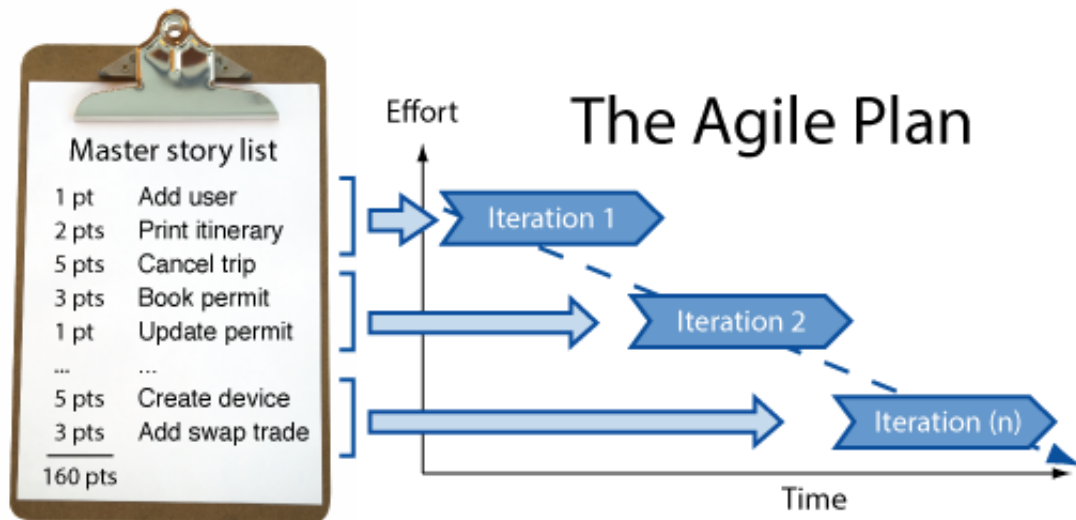 The Agile Plan
Master story list
1 pt Add user
2 pts Print itinerary
5 pts Cancel trip
3 pts Book permit
1 pt Update permit
... ...
5 pts Create device
3 pts Add swap trade
160 pts
Effort
Iteration 1
Iteration 2
Iteration (n)
Time